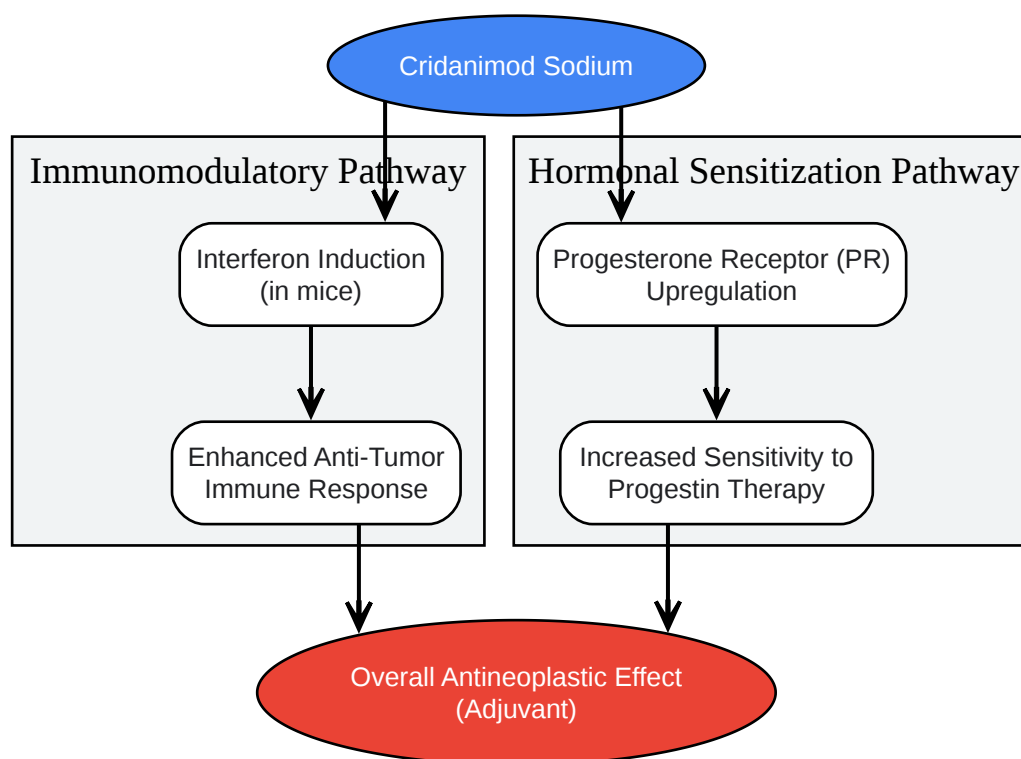 Cridanimod Sodium
Immunomodulatory Pathway
Interferon Induction
(in mice)
Enhanced Anti-Tumor
Immune Response
Hormonal Sensitization Pathway
Progesterone Receptor (PR)
Upregulation
Increased Sensitivity to
Progestin Therapy
Overall Antineoplastic Effect
(Adjuvant)